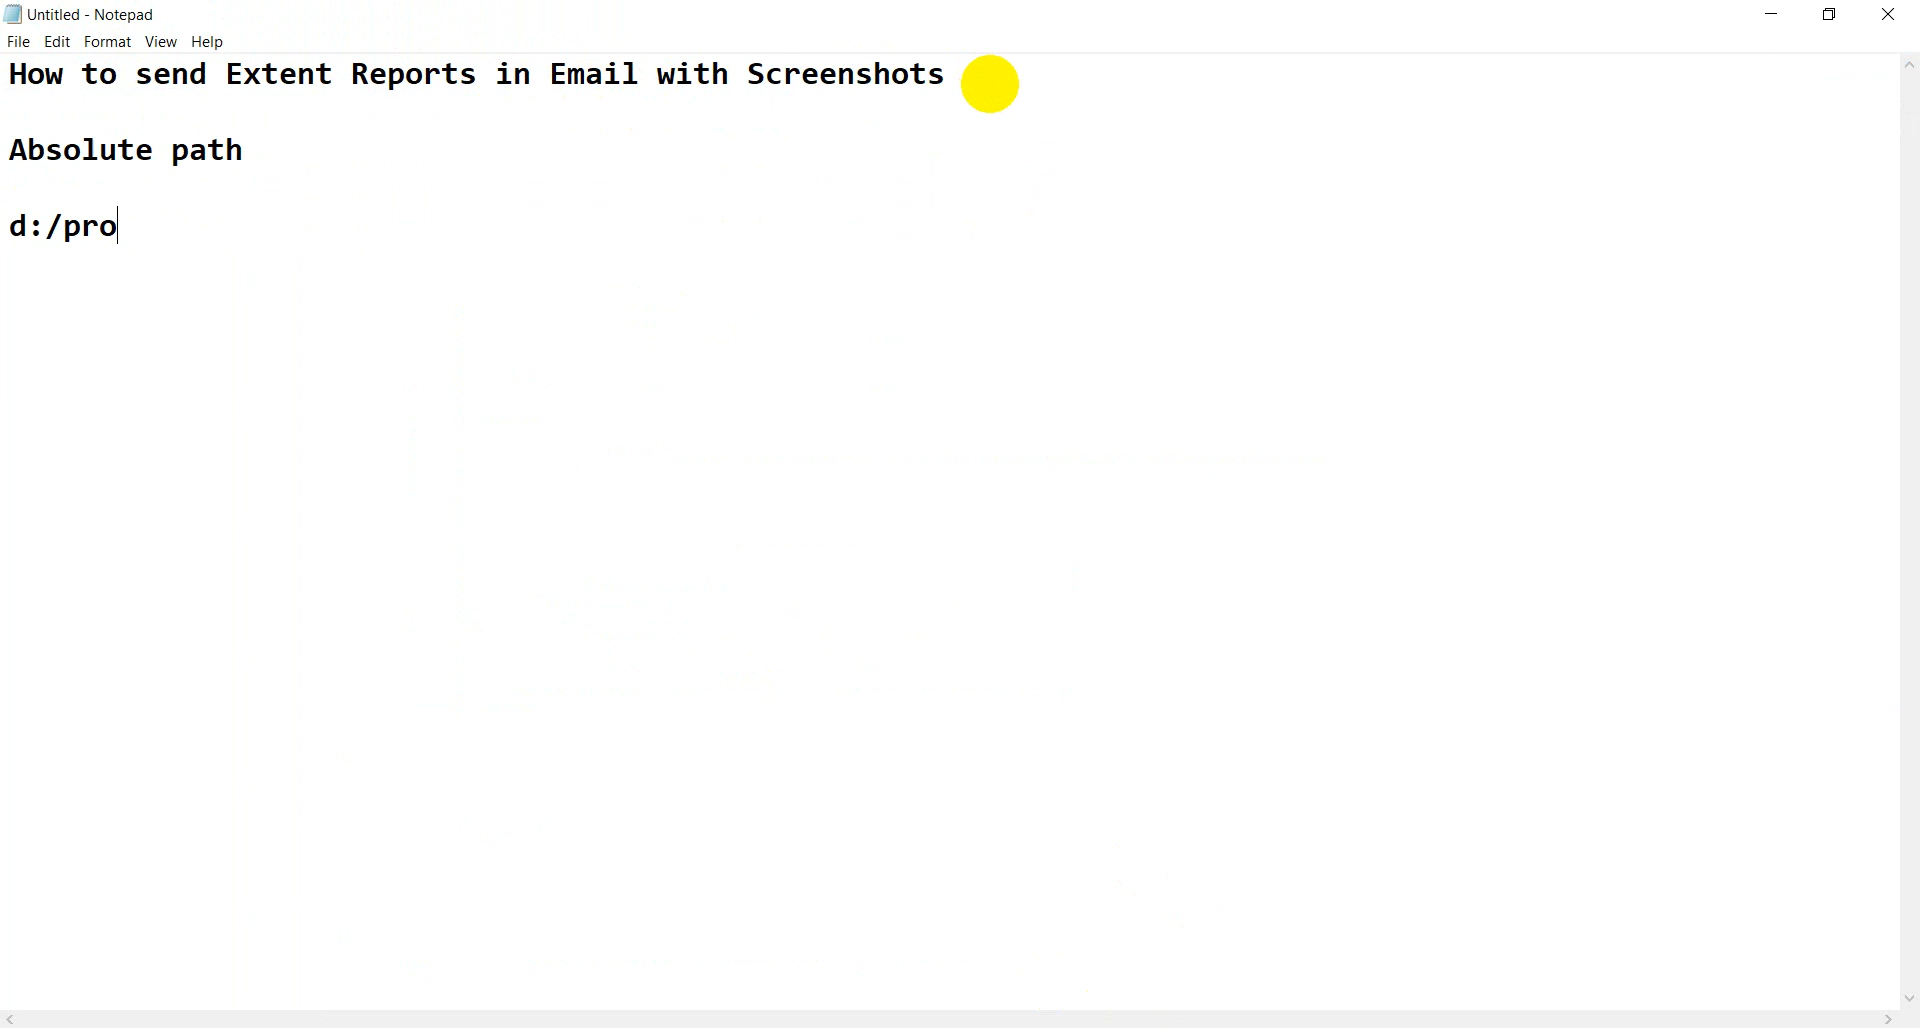 Untitled - Notepad
File Edit Format View Help
How to send Extent Reports in Email with Screenshots
Absolute path
d:/pro